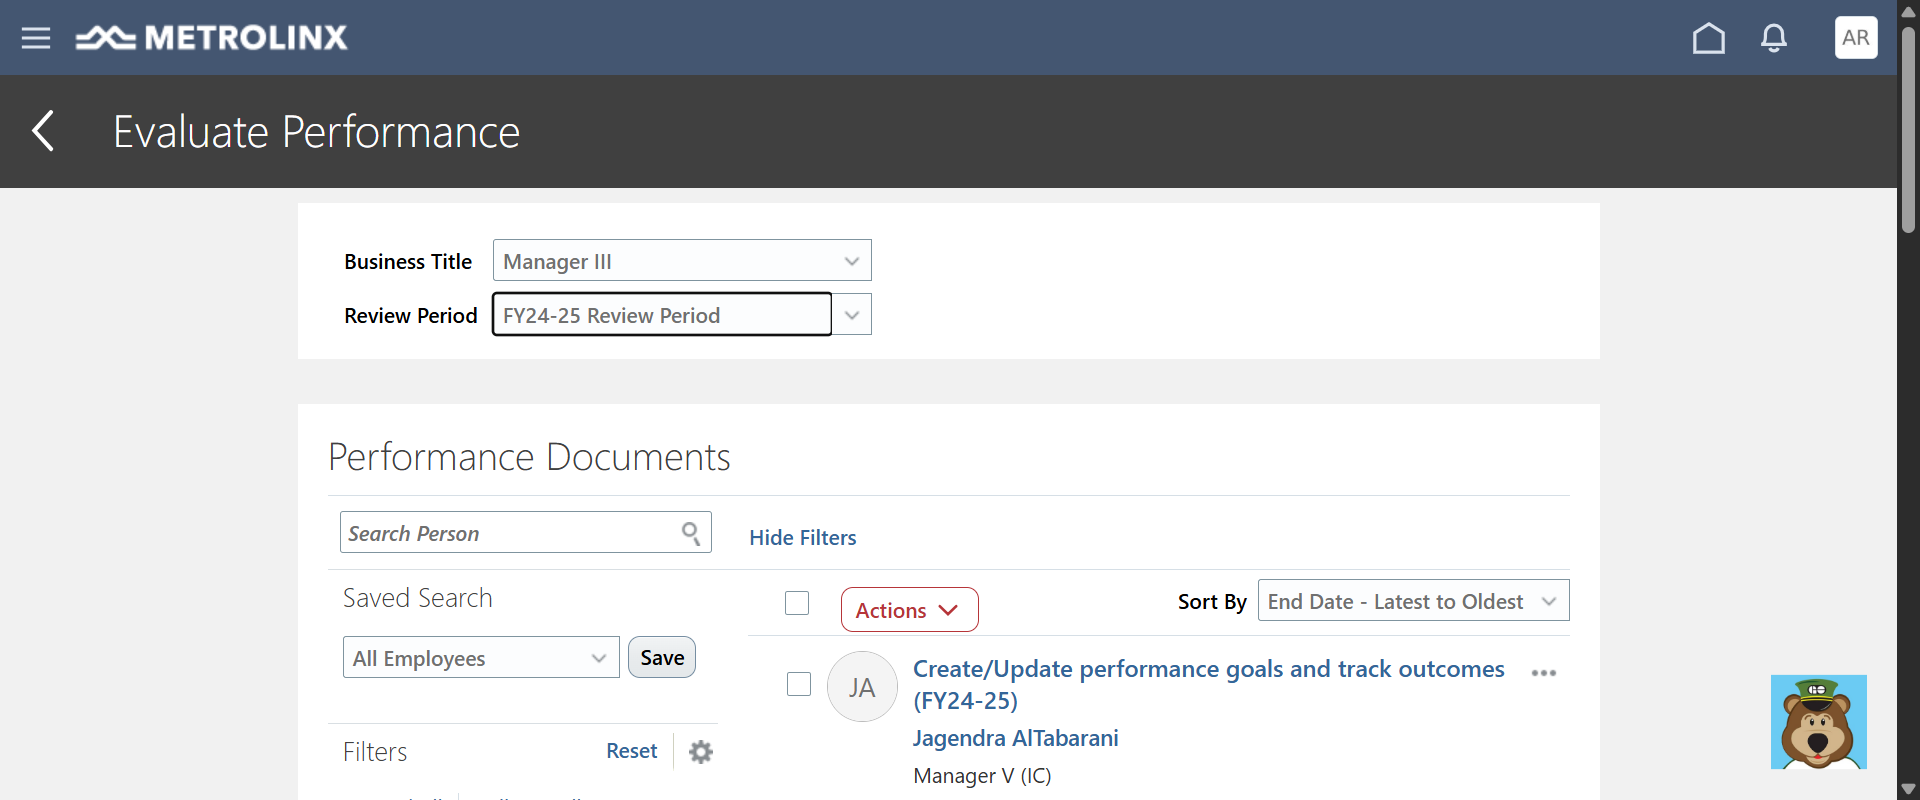 METROLINX
AR
Evaluate Performance
Business Title Manager III
Review Period FY24-25 Review Period
Performance Documents
Search Person
Hide Filters
Saved Search
Actions
Sort By End Date - Latest to Oldest
All Employees Save
JA
Create/Update performance goals and track outcomes
(FY24-25)
Jagendra AlTabarani
Manager V (IC)
Filters Reset
GO